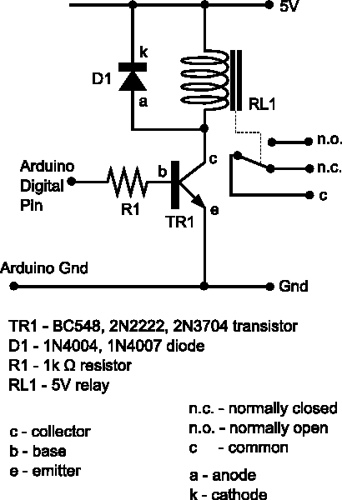 5V
k
D1
a
RL1
n.o.
c
n.c.
Arduino
Digital
Pin
b
R1
TR1
e
c
Arduino Gnd
Gnd
TR1 - BC548, 2N2222, 2N3704 transistor
D1 - 1N4004, 1N4007 diode
R1 - 1k Ω resistor
RL1 - 5V relay
n.c. - normally closed
c - collector
n.o. - normally open
b - base
c - common
e - emitter
a - anode
k - cathode